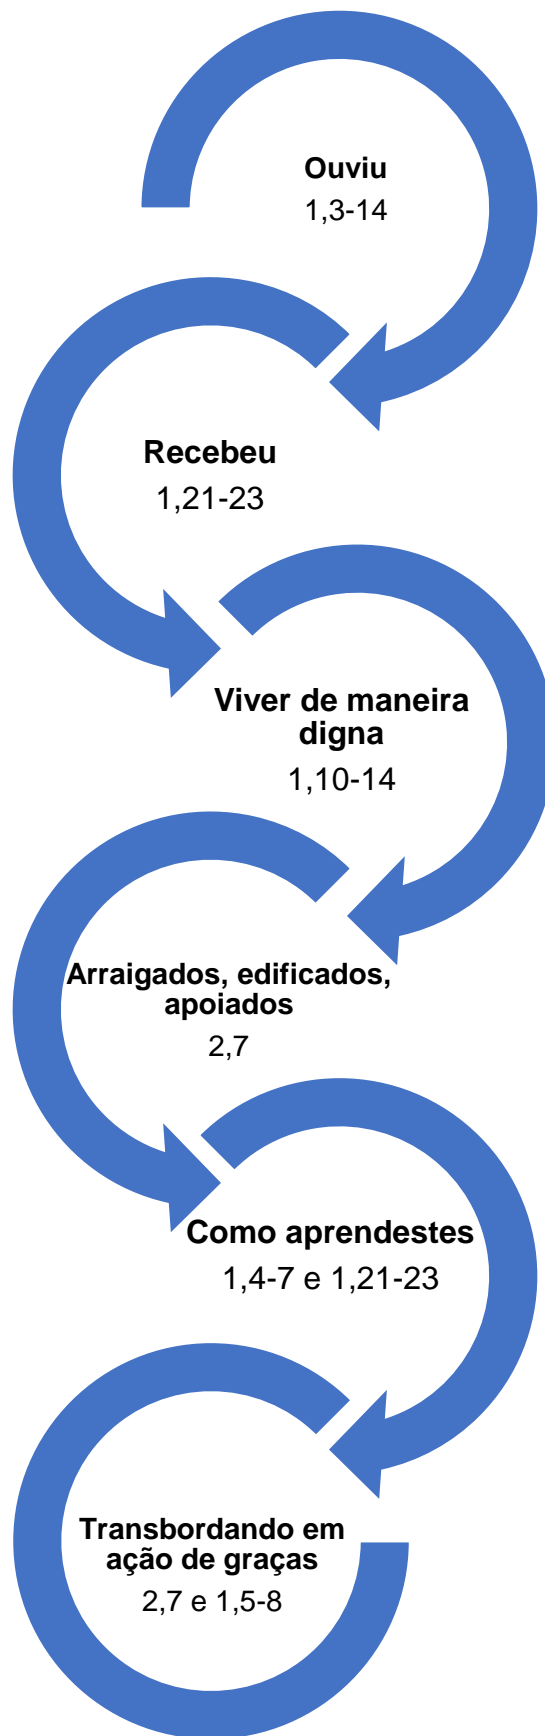 Ouviu
1,3-14
Recebeu
1,21-23
Viver de maneira
digna
1,10-14
Arraigados, edificados,
apoiados
2,7
Como aprendestes
1,4-7 e 1,21-23
Transbordando em
ação de graças
2,7 e 1,5-8